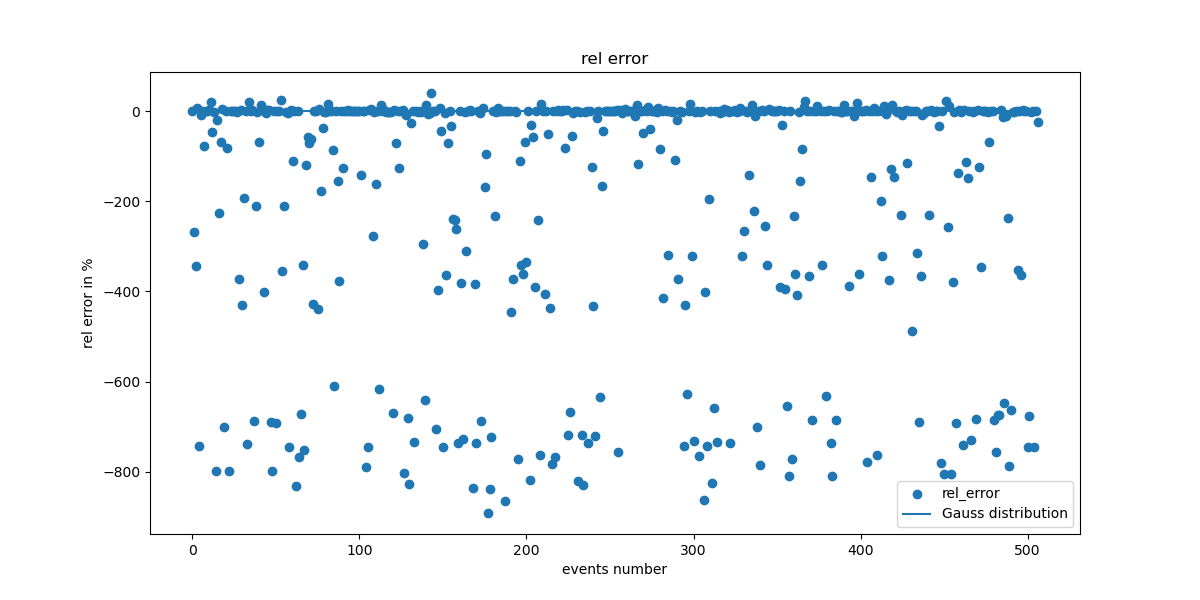 rel error
0
−200
−400
−600
−800
rel error in %
0
100
200
300
400
500
events number
rel_error
Gauss distribution